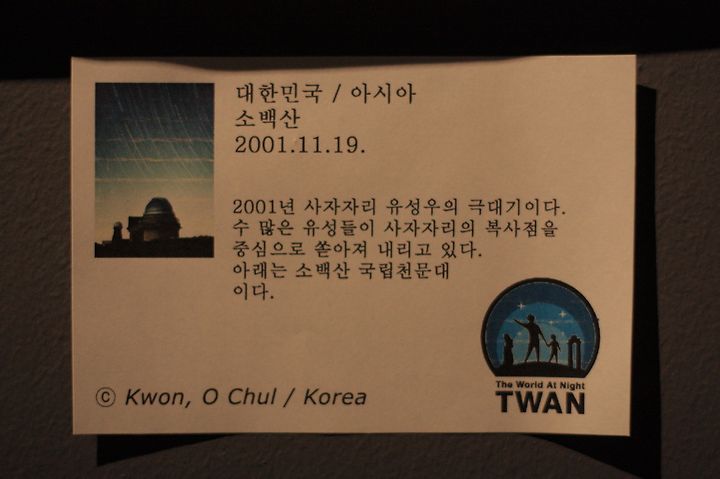 대한민국 / 아시아
소백산
2001.11.19.
2001년 사자자리 유성우의 극대기이다.
수 많은 유성들이 사자자리의 복사점을
중심으로 쏟아져 내리고 있다.
아래는 소백산 국립천문대
이다.
ⓒ Kwon, O Chul / Korea
The World At Night
TWAN